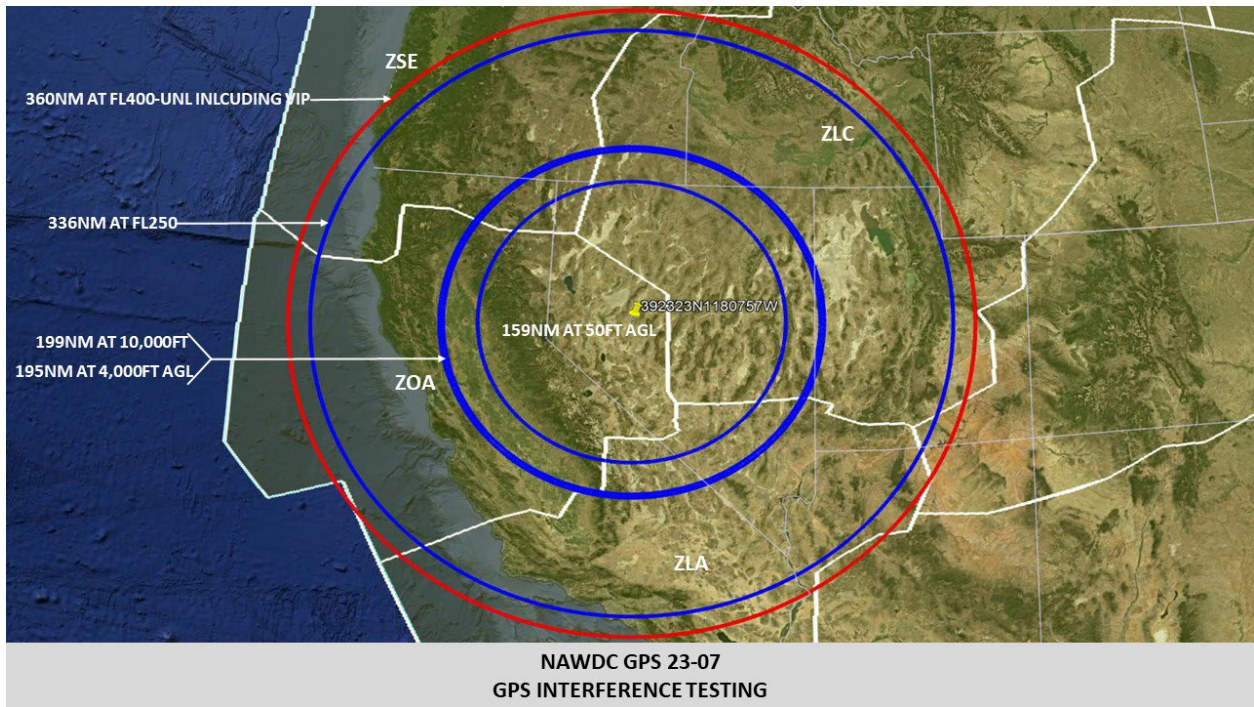 ZSE
360NM AT FL400-UNL INLCUDING VIP
ZLC
336NM AT FL250
392323N1180757W
159NM AT 50FT AGL
199NM AT 10,000FT
195NM AT 4,000FT AGL
ZOA
ZLA
NAWDC GPS 23-07
GPS INTERFERENCE TESTING